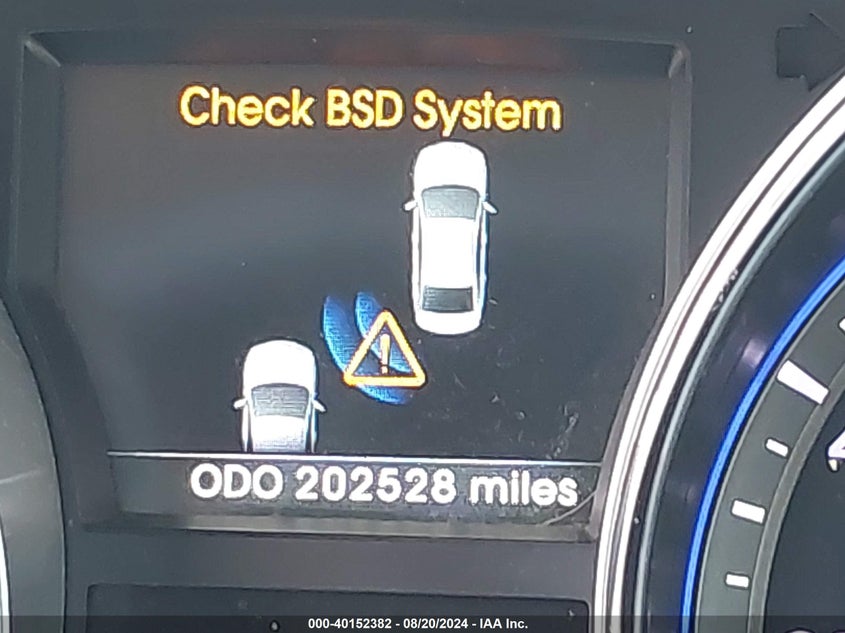 Check BSD System
ODO 202528 miles
000-40152382 - 08/20/2024 - IAA Inc.